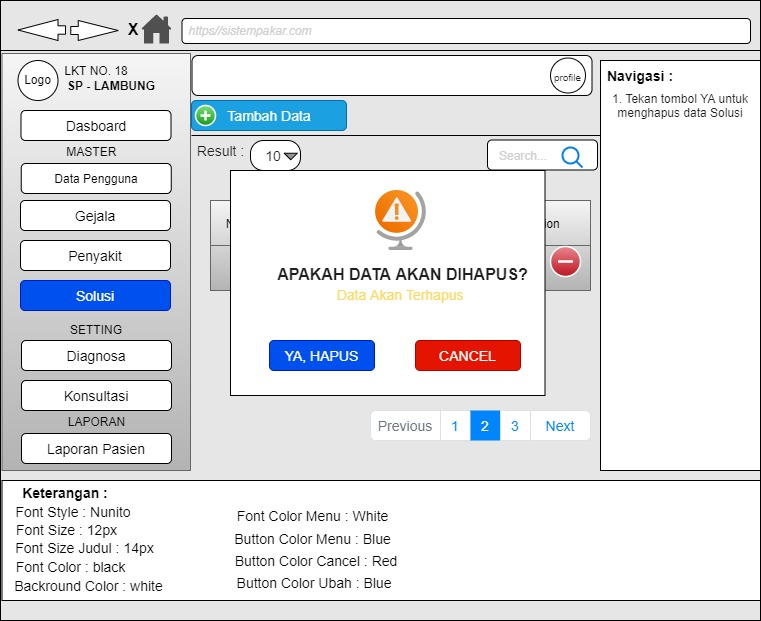 X
https//sistempakar.com
Logo
LKT NO. 18
SP - LAMBUNG
profile
Navigasi :
1. Tekan tombol YA untuk
menghapus data Solusi
Tambah Data
Dasboard
MASTER
Data Pengguna
Gejala
Penyakit
Solusi
SETTING
Diagnosa
Konsultasi
LAPORAN
Laporan Pasien
Result :
10
Search...
N
ion
APAKAH DATA AKAN DIHAPUS?
Data Akan Terhapus
YA, HAPUS
CANCEL
Previous 1 2 3 Next
Keterangan :
Font Style : Nunito
Font Size : 12px
Font Size Judul : 14px
Font Color : black
Backround Color : white
Font Color Menu : White
Button Color Menu : Blue
Button Color Cancel : Red
Button Color Ubah : Blue